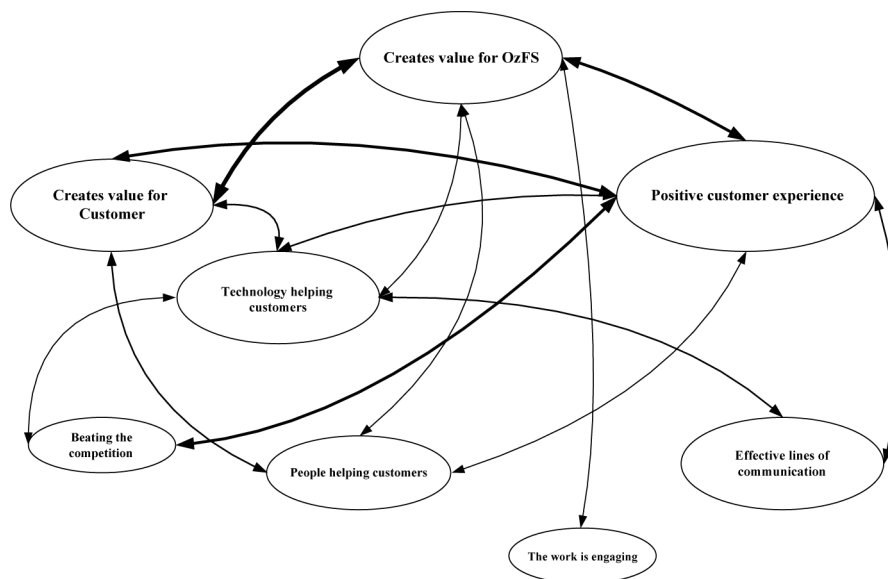 Creates value for OzFS
Creates value for
Customer
Positive customer experience
Technology helping
customers
Beating the
competition
People helping customers
Effective lines of
communication
The work is engaging